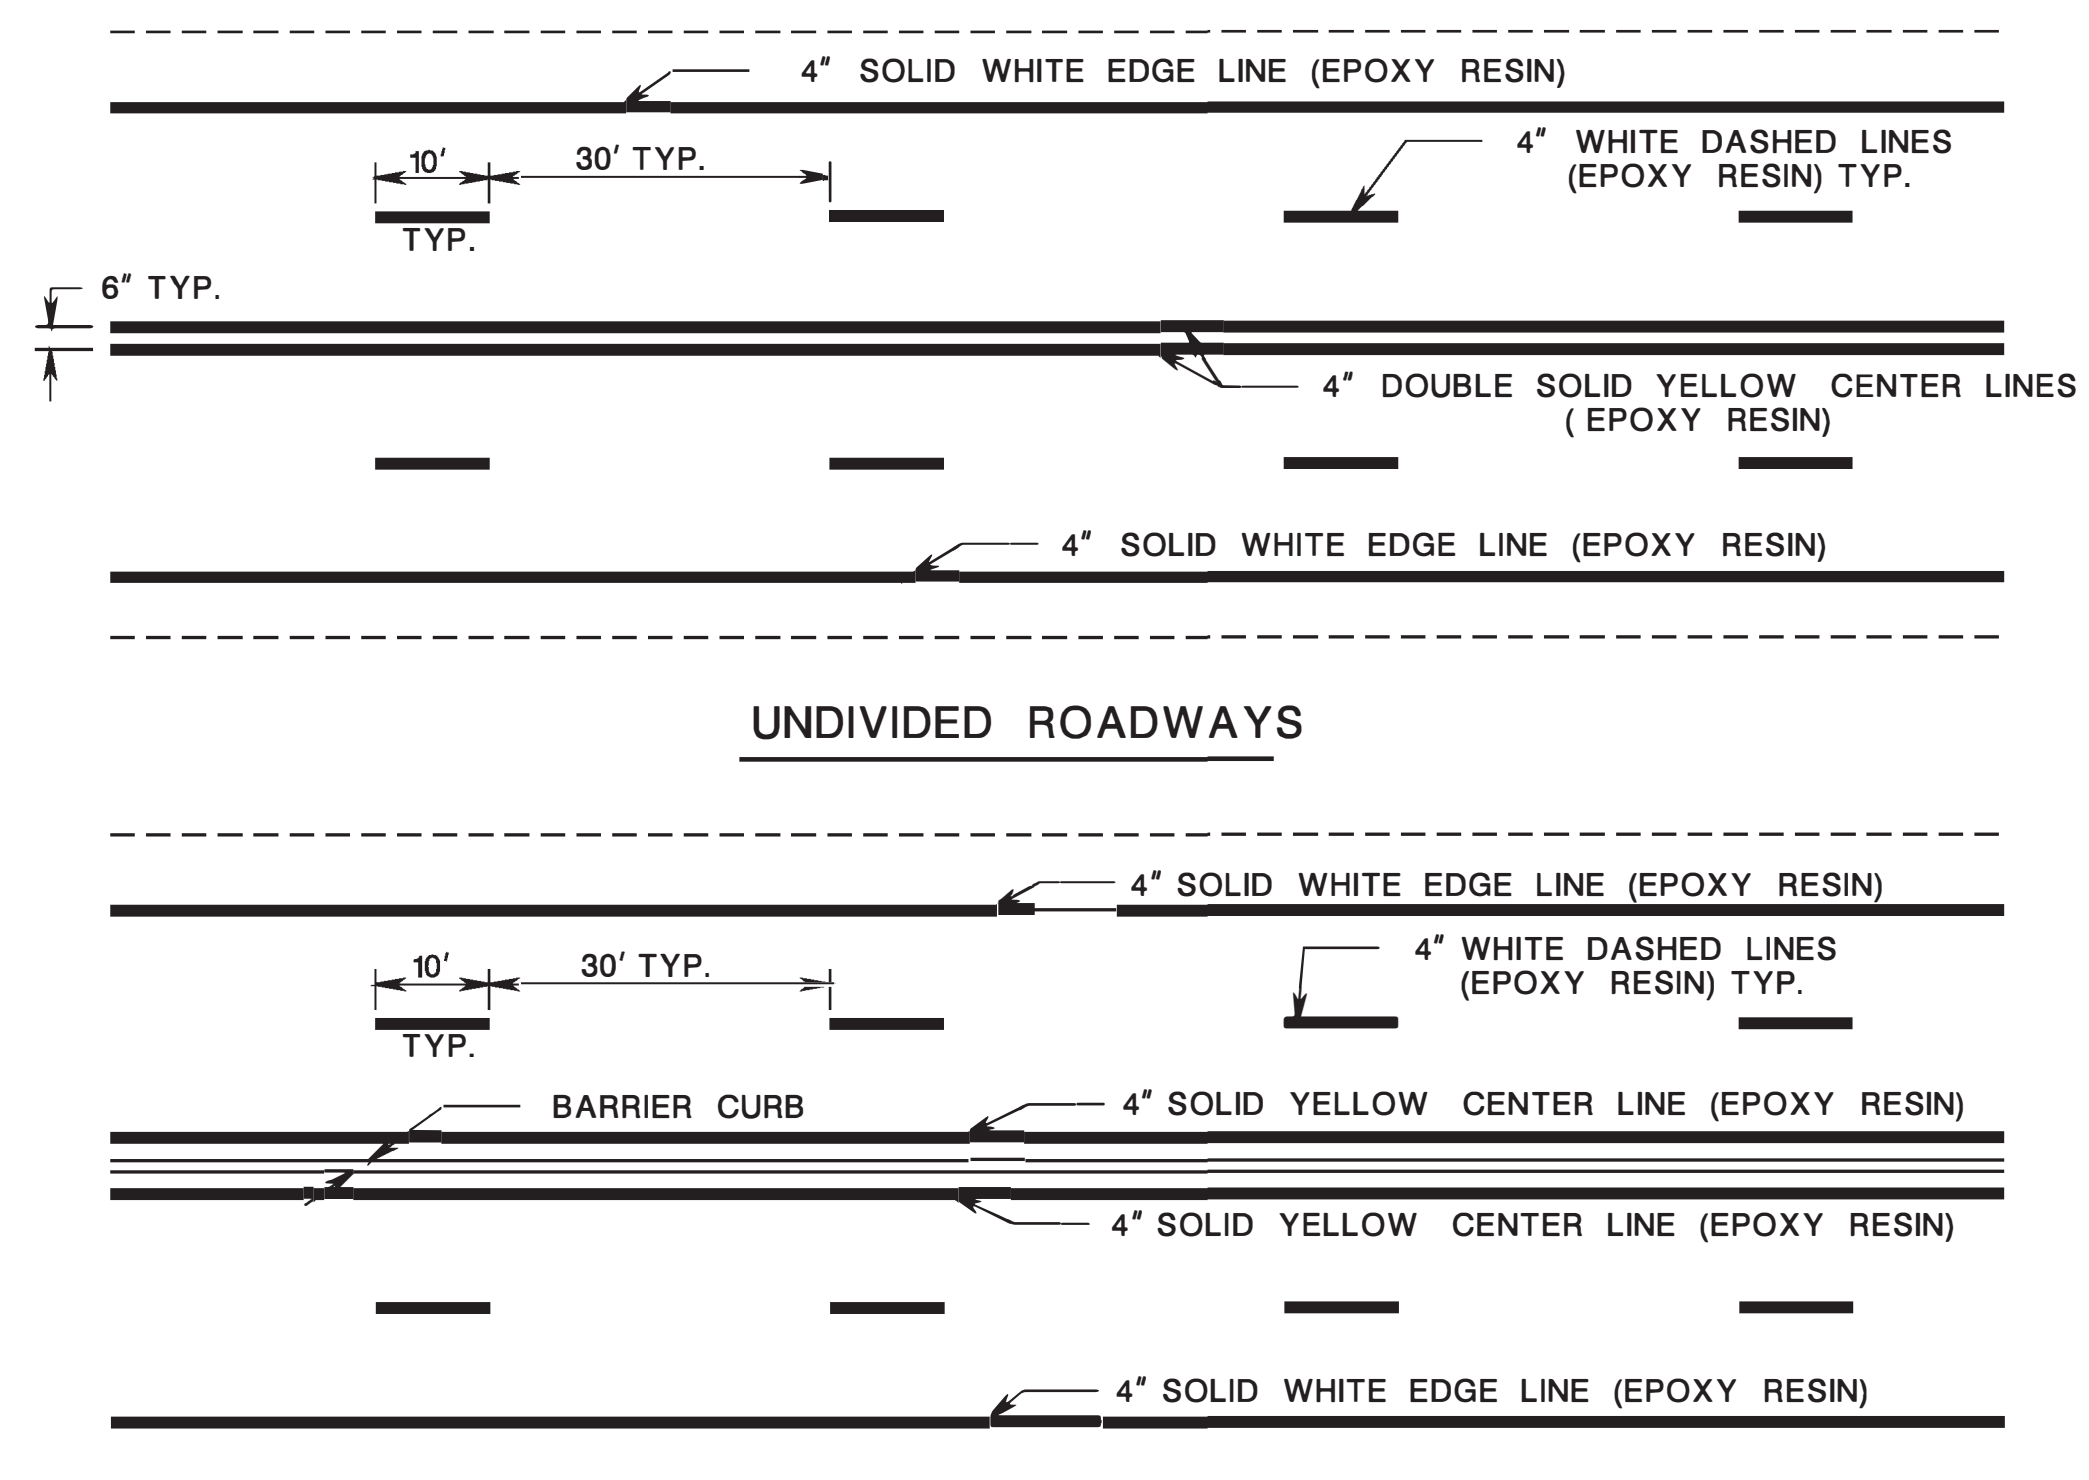 4" SOLID WHITE EDGE LINE (EPOXY RESIN)
4" WHITE DASHED LINES
(EPOXY RESIN) TYP.
10' 30' TYP.
TYP.
6" TYP.
4" DOUBLE SOLID YELLOW CENTER LINES
( EPOXY RESIN)
4" SOLID WHITE EDGE LINE (EPOXY RESIN)
UNDIVIDED ROADWAYS
4" SOLID WHITE EDGE LINE (EPOXY RESIN)
4" WHITE DASHED LINES
(EPOXY RESIN) TYP.
10' 30' TYP.
TYP.
BARRIER CURB
4" SOLID YELLOW CENTER LINE (EPOXY RESIN)
4" SOLID YELLOW CENTER LINE (EPOXY RESIN)
4" SOLID WHITE EDGE LINE (EPOXY RESIN)